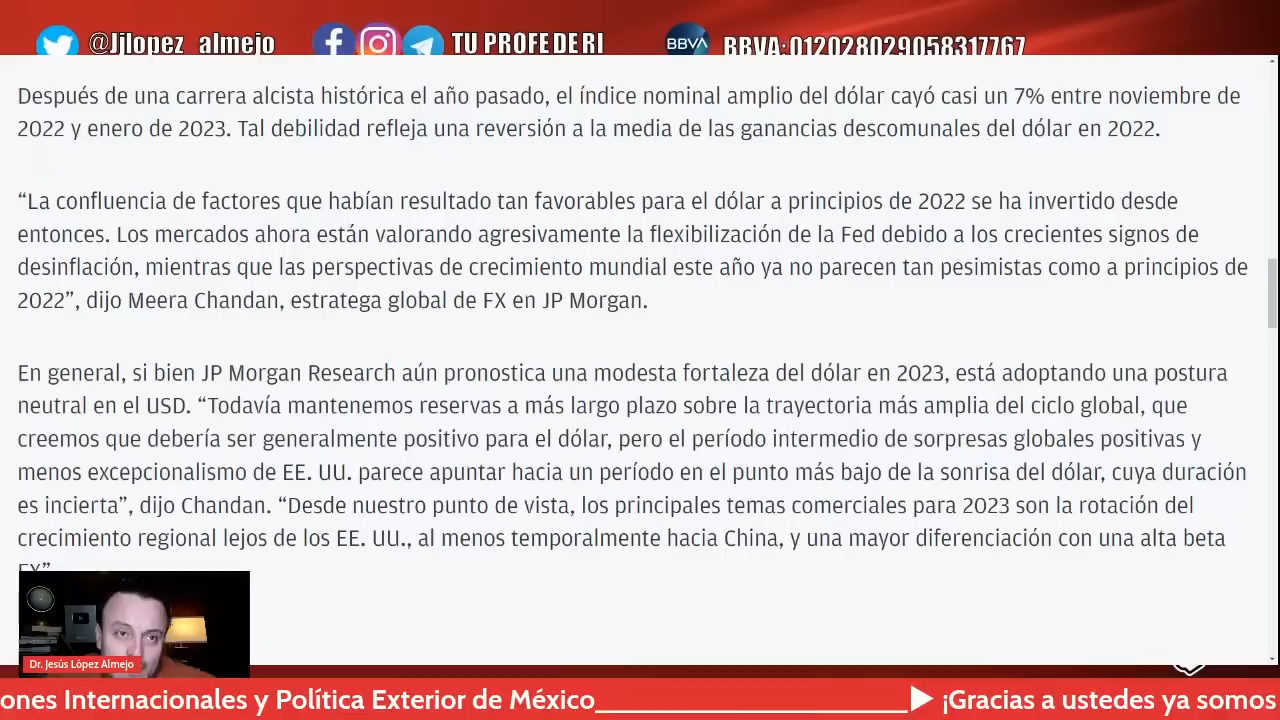 @Jjlopez_almejo
TU PROFE DE RI
BBVA
BBVA:012028029058317767
Después de una carrera alcista histórica el año pasado, el índice nominal amplio del dólar cayó casi un 7% entre noviembre de
2022 y enero de 2023. Tal debilidad refleja una reversión a la media de las ganancias descomunales del dólar en 2022.
“La confluencia de factores que habían resultado tan favorables para el dólar a principios de 2022 se ha invertido desde
entonces. Los mercados ahora están valorando agresivamente la flexibilización de la Fed debido a los crecientes signos de
desinflación, mientras que las perspectivas de crecimiento mundial este año ya no parecen tan pesimistas como a principios de
2022”, dijo Meera Chandan, estratega global de FX en JP Morgan.
En general, si bien JP Morgan Research aún pronostica una modesta fortaleza del dólar en 2023, está adoptando una postura
neutral en el USD. “Todavía mantenemos reservas a más largo plazo sobre la trayectoria más amplia del ciclo global, que
creemos que debería ser generalmente positivo para el dólar, pero el período intermedio de sorpresas globales positivas y
menos excepcionalismo de EE. UU. parece apuntar hacia un período en el punto más bajo de la sonrisa del dólar, cuya duración
es incierta”, dijo Chandan. “Desde nuestro punto de vista, los principales temas comerciales para 2023 son la rotación del
crecimiento regional lejos de los EE. UU., al menos temporalmente hacia China, y una mayor diferenciación con una alta beta
FX”
Dr. Jesús López Almejo
ones Internacionales y Política Exterior de México ¡Gracias a ustedes ya somos